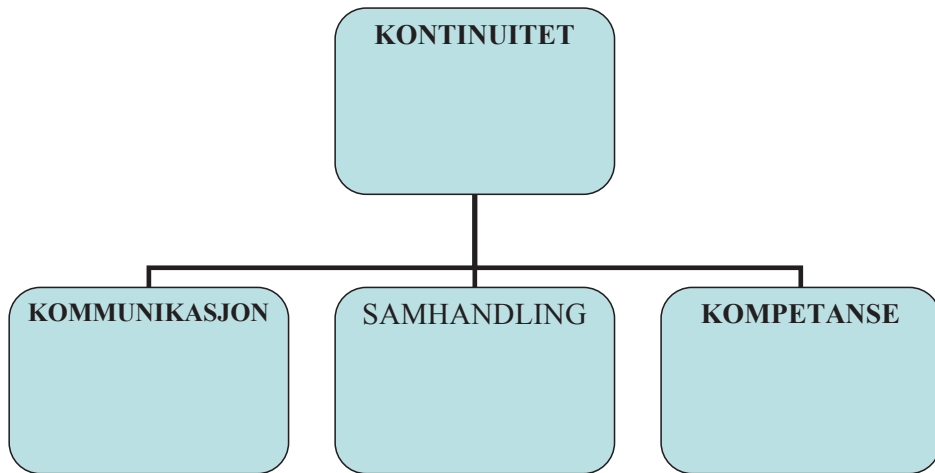 KONTINUITET
KOMMUNIKASJON
SAMHANDLING
KOMPETANSE